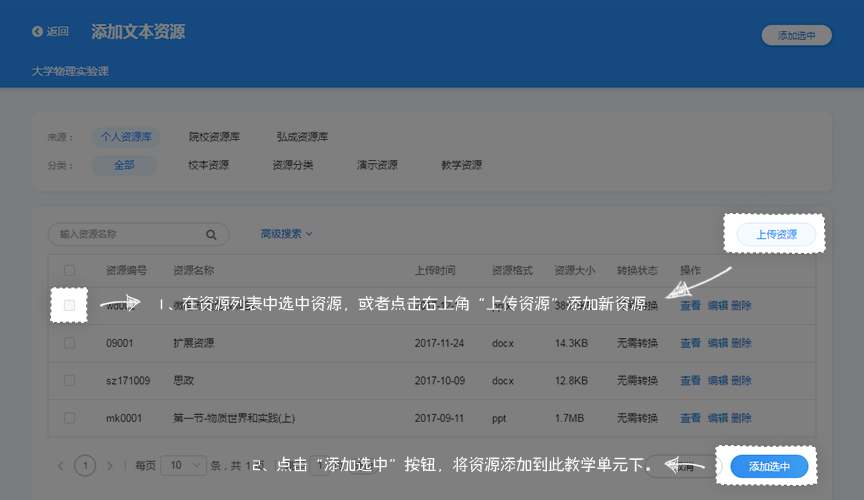 返回 添加文本资源 添加选中
大学物理实验课
来源： 个人资源库 院校资源库 弘成资源库
分类： 全部 校本资源 资源分类 演示资源 教学资源
输入资源名称 高级搜索 上传资源
资源编号 资源名称 上传时间 资源格式 资源大小 转换状态 操作
1、在资源列表中选中资源，或者点击右上角“上传资源”添加新资源 查看 编辑 删除
09001 扩展资源 2017-11-24 docx 14.3KB 无需转换 查看 编辑 删除
sz171009 思政 2017-10-09 docx 12.8KB 无需转换 查看 编辑 删除
mk0001 第一节-物质世界和实践(上) 2017-09-11 ppt 1.7MB 无需转换 查看 编辑 删除
1 每页 10 条，共 1
2、点击“添加选中”按钮，将资源添加到此教学单元下。 取消 添加选中